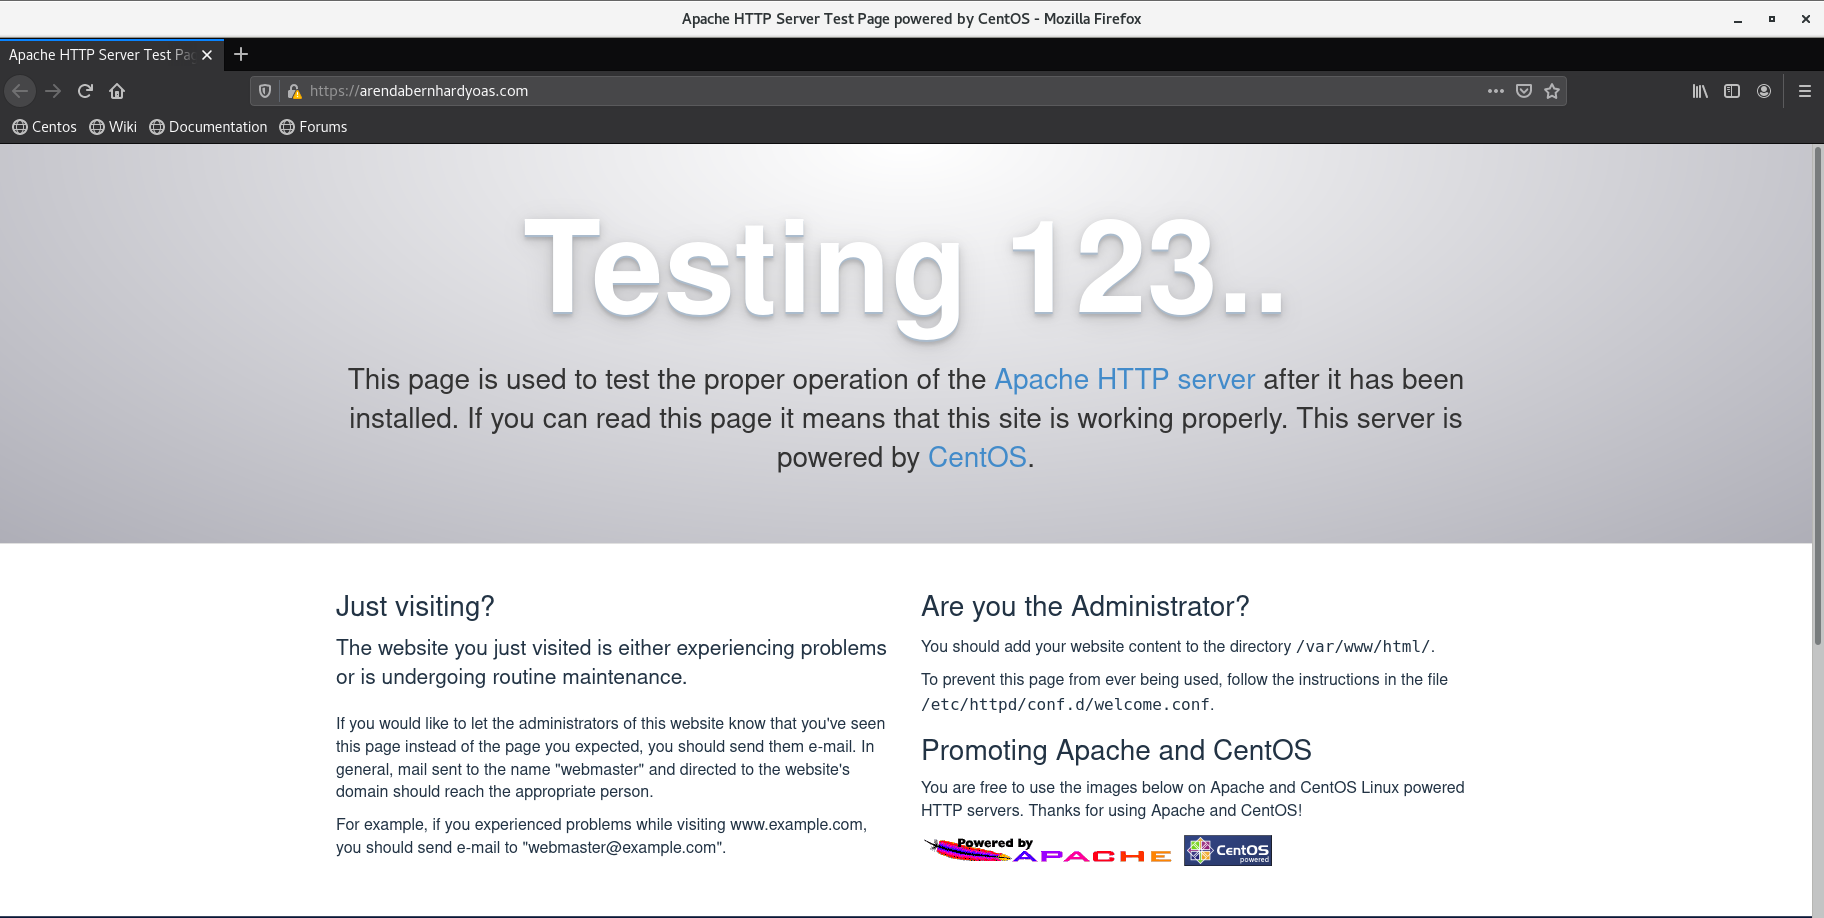 Apache HTTP Server Test Page powered by CentOS - Mozilla Firefox
Apache HTTP Server Test Pa
https://arendabernhardyoas.com
Centos Wiki Documentation Forums
Testing 123..
This page is used to test the proper operation of the Apache HTTP server after it has been
installed. If you can read this page it means that this site is working properly. This server is
powered by CentOS.
Just visiting?
The website you just visited is either experiencing problems
or is undergoing routine maintenance.
If you would like to let the administrators of this website know that you've seen
this page instead of the page you expected, you should send them e-mail. In
general, mail sent to the name "webmaster" and directed to the website's
domain should reach the appropriate person.
For example, if you experienced problems while visiting www.example.com,
you should send e-mail to "webmaster@example.com".
Are you the Administrator?
You should add your website content to the directory /var/www/html/.
To prevent this page from ever being used, follow the instructions in the file
/etc/httpd/conf.d/welcome.conf.
Promoting Apache and CentOS
You are free to use the images below on Apache and CentOS Linux powered
HTTP servers. Thanks for using Apache and CentOS!
Powered by
APACHE
CentOS
powered